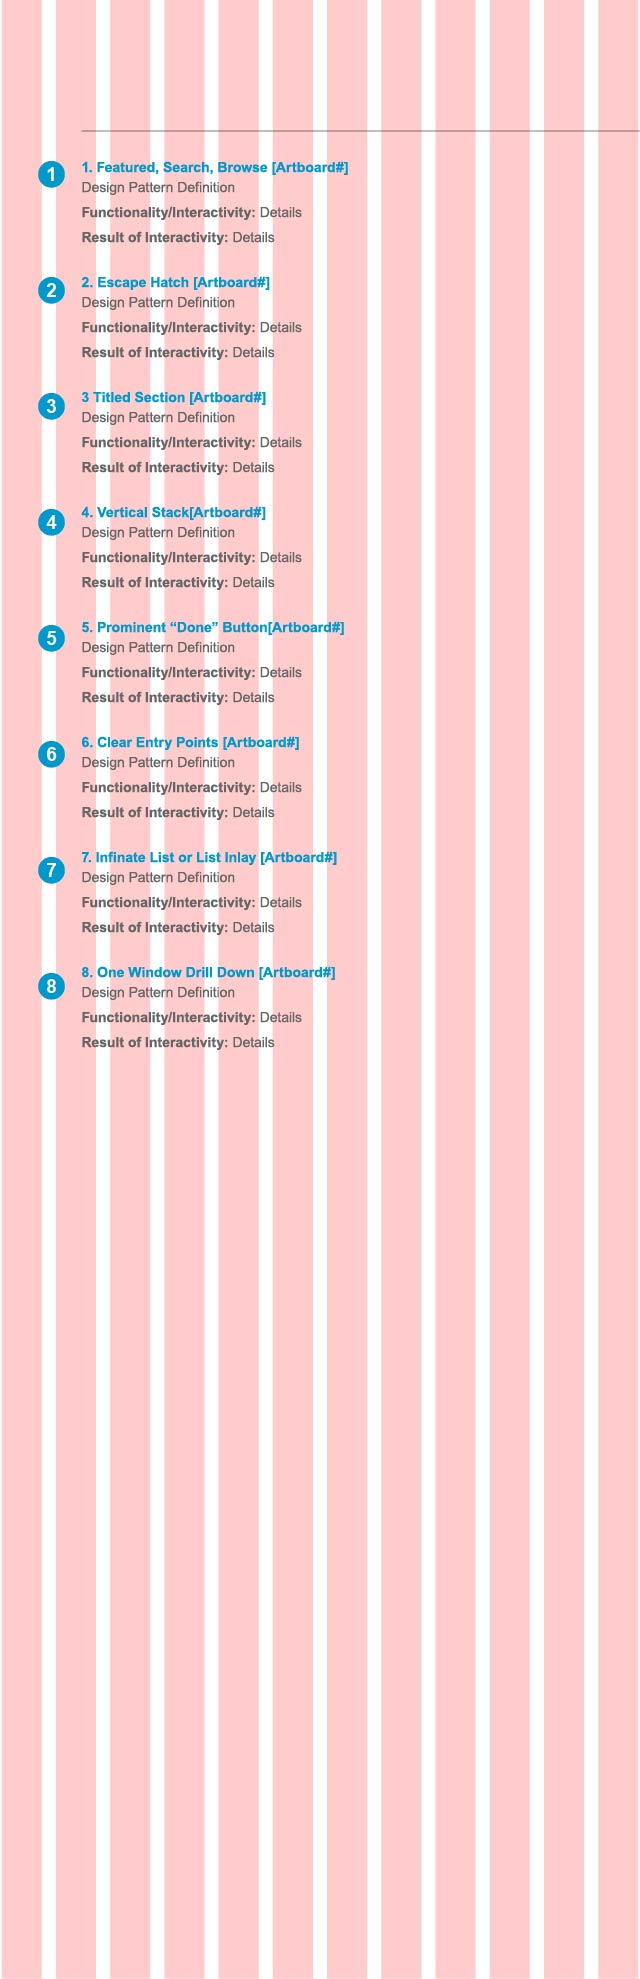 1
1. Featured, Search, Browse [Artboard#]
Design Pattern Definition
Functionality/Interactivity: Details
Result of Interactivity: Details
2
2. Escape Hatch [Artboard#]
Design Pattern Definition
Functionality/Interactivity: Details
Result of Interactivity: Details
3
3 Titled Section [Artboard#]
Design Pattern Definition
Functionality/Interactivity: Details
Result of Interactivity: Details
4
4. Vertical Stack[Artboard#]
Design Pattern Definition
Functionality/Interactivity: Details
Result of Interactivity: Details
5
5. Prominent “Done” Button[Artboard#]
Design Pattern Definition
Functionality/Interactivity: Details
Result of Interactivity: Details
6
6. Clear Entry Points [Artboard#]
Design Pattern Definition
Functionality/Interactivity: Details
Result of Interactivity: Details
7
7. Infinate List or List Inlay [Artboard#]
Design Pattern Definition
Functionality/Interactivity: Details
Result of Interactivity: Details
8
8. One Window Drill Down [Artboard#]
Design Pattern Definition
Functionality/Interactivity: Details
Result of Interactivity: Details